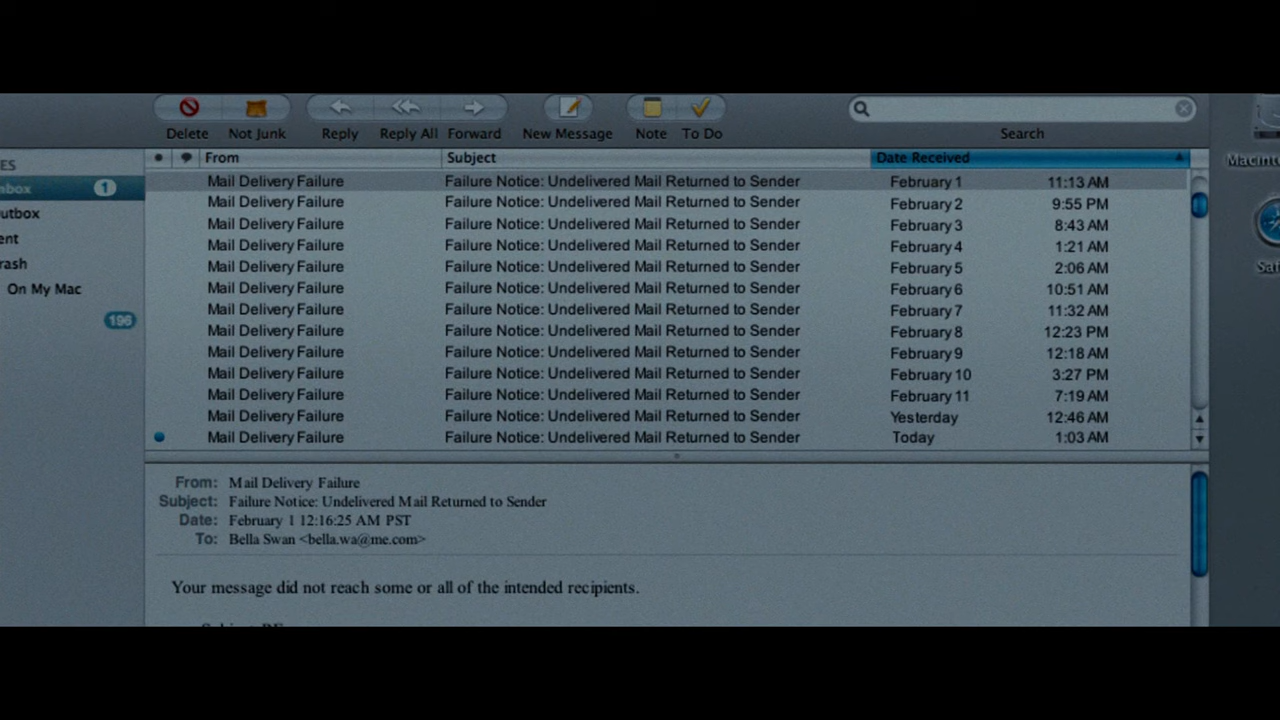 Delete Not Junk Reply Reply All Forward New Message Note To Do Search
From Subject Date Received
Mail Delivery Failure Failure Notice: Undelivered Mail Returned to Sender February 1 11:13 AM
Mail Delivery Failure Failure Notice: Undelivered Mail Returned to Sender February 2 9:55 PM
Mail Delivery Failure Failure Notice: Undelivered Mail Returned to Sender February 3 8:43 AM
Mail Delivery Failure Failure Notice: Undelivered Mail Returned to Sender February 4 1:21 AM
Mail Delivery Failure Failure Notice: Undelivered Mail Returned to Sender February 5 2:06 AM
Mail Delivery Failure Failure Notice: Undelivered Mail Returned to Sender February 6 10:51 AM
Mail Delivery Failure Failure Notice: Undelivered Mail Returned to Sender February 7 11:32 AM
Mail Delivery Failure Failure Notice: Undelivered Mail Returned to Sender February 8 12:23 PM
Mail Delivery Failure Failure Notice: Undelivered Mail Returned to Sender February 9 12:18 AM
Mail Delivery Failure Failure Notice: Undelivered Mail Returned to Sender February 10 3:27 PM
Mail Delivery Failure Failure Notice: Undelivered Mail Returned to Sender February 11 7:19 AM
Mail Delivery Failure Failure Notice: Undelivered Mail Returned to Sender Yesterday 12:46 AM
Mail Delivery Failure Failure Notice: Undelivered Mail Returned to Sender Today 1:03 AM
ES
nbox 1
utbox
ent
rash
On My Mac
196
From: Mail Delivery Failure
Subject: Failure Notice: Undelivered Mail Returned to Sender
Date: February 1 12:16:25 AM PST
To: Bella Swan <bella.wa@me.com>
Your message did not reach some or all of the intended recipients.
Macint
Saf